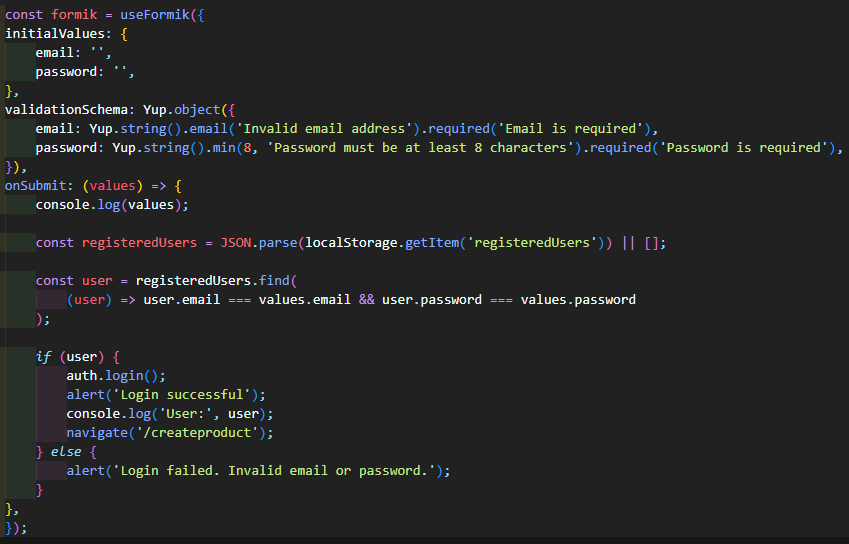 const formik = useFormik({
initialValues: {
    email: '',
    password: '',
},
validationSchema: Yup.object({
    email: Yup.string().email('Invalid email address').required('Email is required'),
    password: Yup.string().min(8, 'Password must be at least 8 characters').required('Password is required'),
}),
onSubmit: (values) => {
    console.log(values);

    const registeredUsers = JSON.parse(localStorage.getItem('registeredUsers')) || [];

    const user = registeredUsers.find(
        (user) => user.email === values.email && user.password === values.password
    );

    if (user) {
        auth.login();
        alert('Login successful');
        console.log('User:', user);
        navigate('/createproduct');
    } else {
        alert('Login failed. Invalid email or password.');
    }
},
});